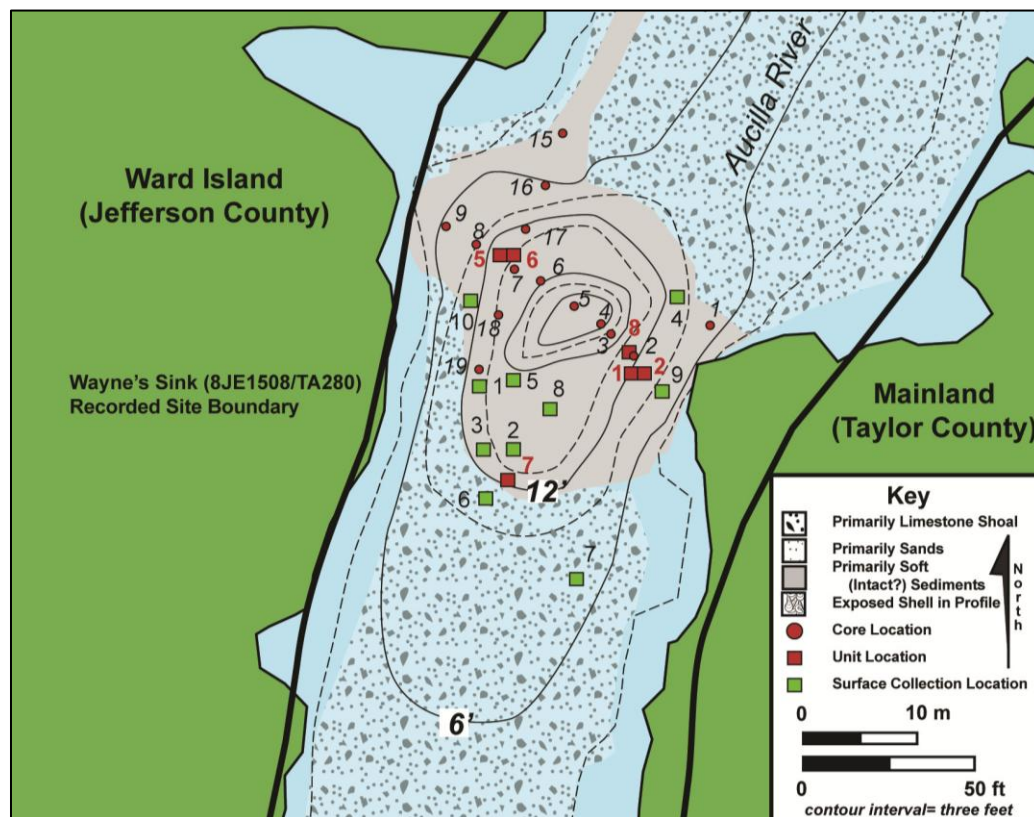 Aucilla River
15
Ward Island
(Jefferson County)
16
9
8
17
5
6
6
7
5
10
18
4
4
1
3
8
2
19
1
5
1
2
9
8
Wayne's Sink (8JE1508/TA280)
Recorded Site Boundary
Mainland
(Taylor County)
3
2
7
12'
6
7
6'
Key
Primarily Limestone Shoal
Primarily Sands
Primarily Soft
(Intact?) Sediments
Exposed Shell in Profile
North
Core Location
Unit Location
Surface Collection Location
0 10 m
0 50 ft
contour interval= three feet